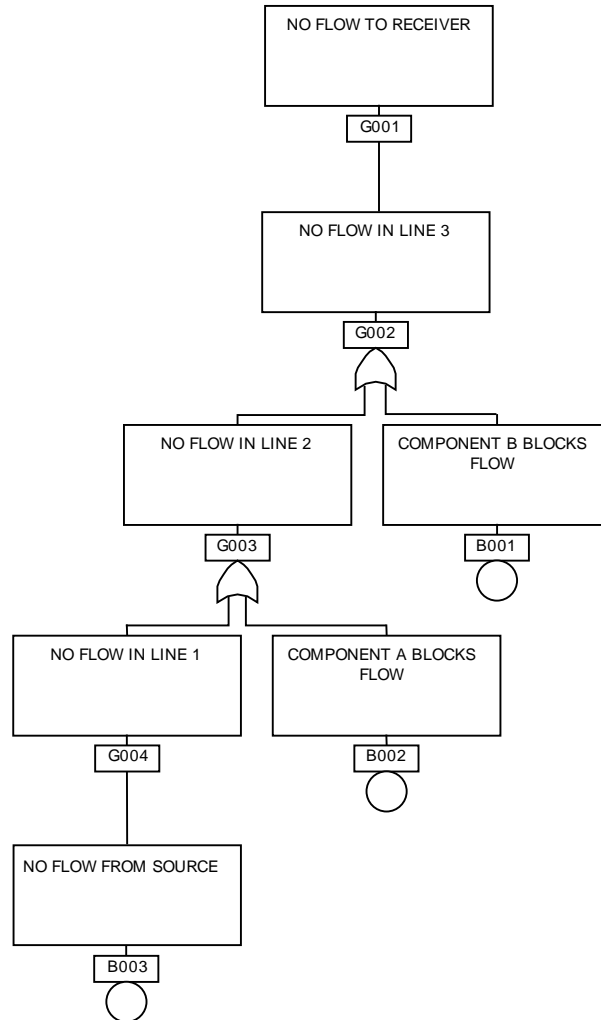 NO FLOW TO RECEIVER
G001
NO FLOW IN LINE 3
G002
NO FLOW IN LINE 2
COMPONENT B BLOCKS
FLOW
G003
B001
NO FLOW IN LINE 1
COMPONENT A BLOCKS
FLOW
G004
B002
NO FLOW FROM SOURCE
B003